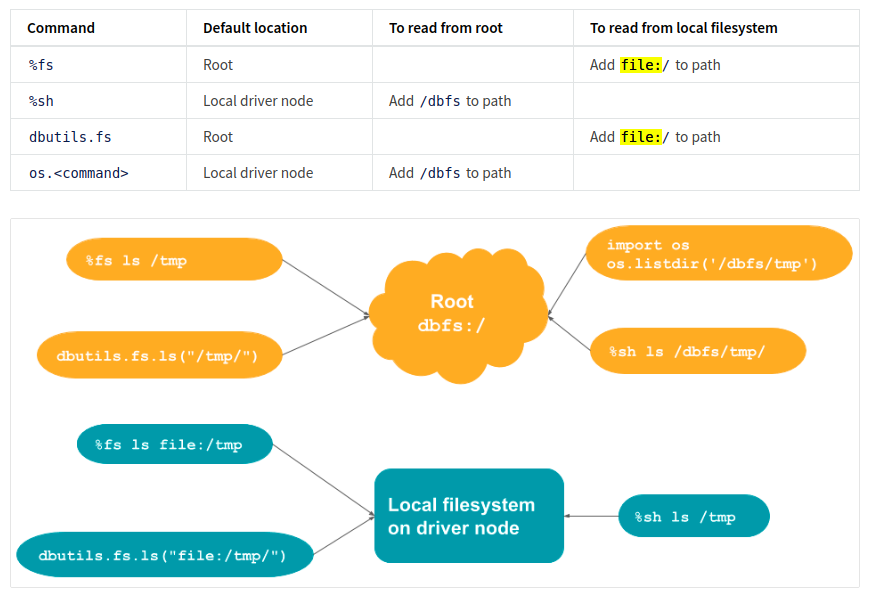 Command Default location To read from root To read from local filesystem
%fs Root Add file:/ to path
%sh Local driver node Add /dbfs to path
dbutils.fs Root Add file:/ to path
os.<command> Local driver node Add /dbfs to path
%fs ls /tmp
dbutils.fs.ls("/tmp/")
Root
dbfs:/
import os
os.listdir('/dbfs/tmp')
%sh ls /dbfs/tmp/
%fs ls file:/tmp
dbutils.fs.ls("file:/tmp/")
Local filesystem
on driver node
%sh ls /tmp